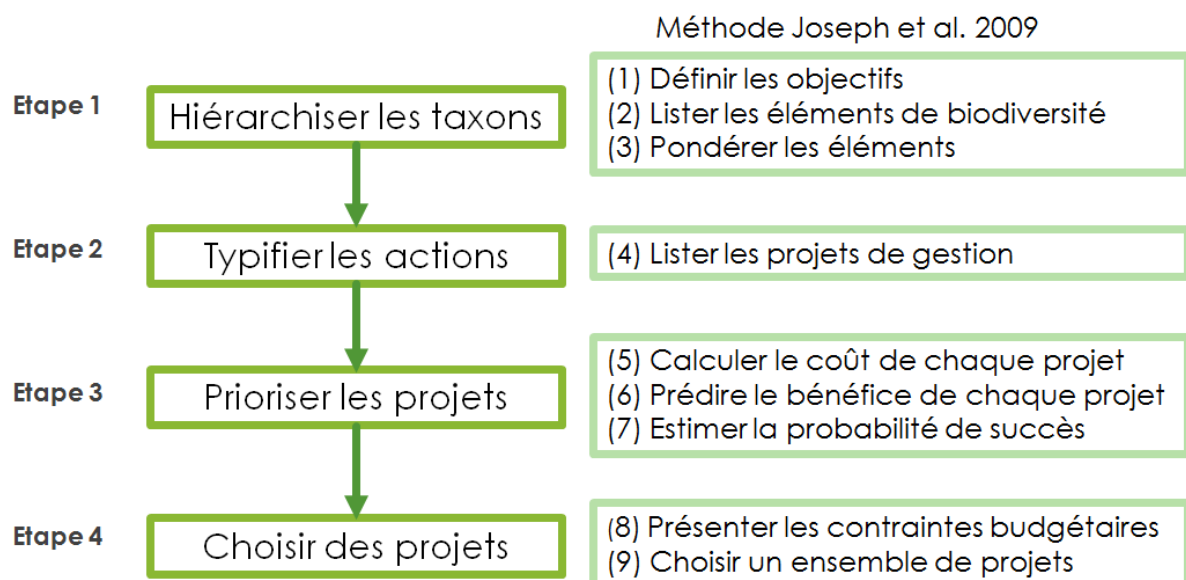 Méthode Joseph et al. 2009
Etape 1
Hiérarchiser les taxons
(1) Définir les objectifs
(2) Lister les éléments de biodiversité
(3) Pondérer les éléments
Etape 2
Typifier les actions
(4) Lister les projets de gestion
Etape 3
Prioriser les projets
(5) Calculer le coût de chaque projet
(6) Prédire le bénéfice de chaque projet
(7) Estimer la probabilité de succès
Etape 4
Choisir des projets
(8) Présenter les contraintes budgétaires
(9) Choisir un ensemble de projets